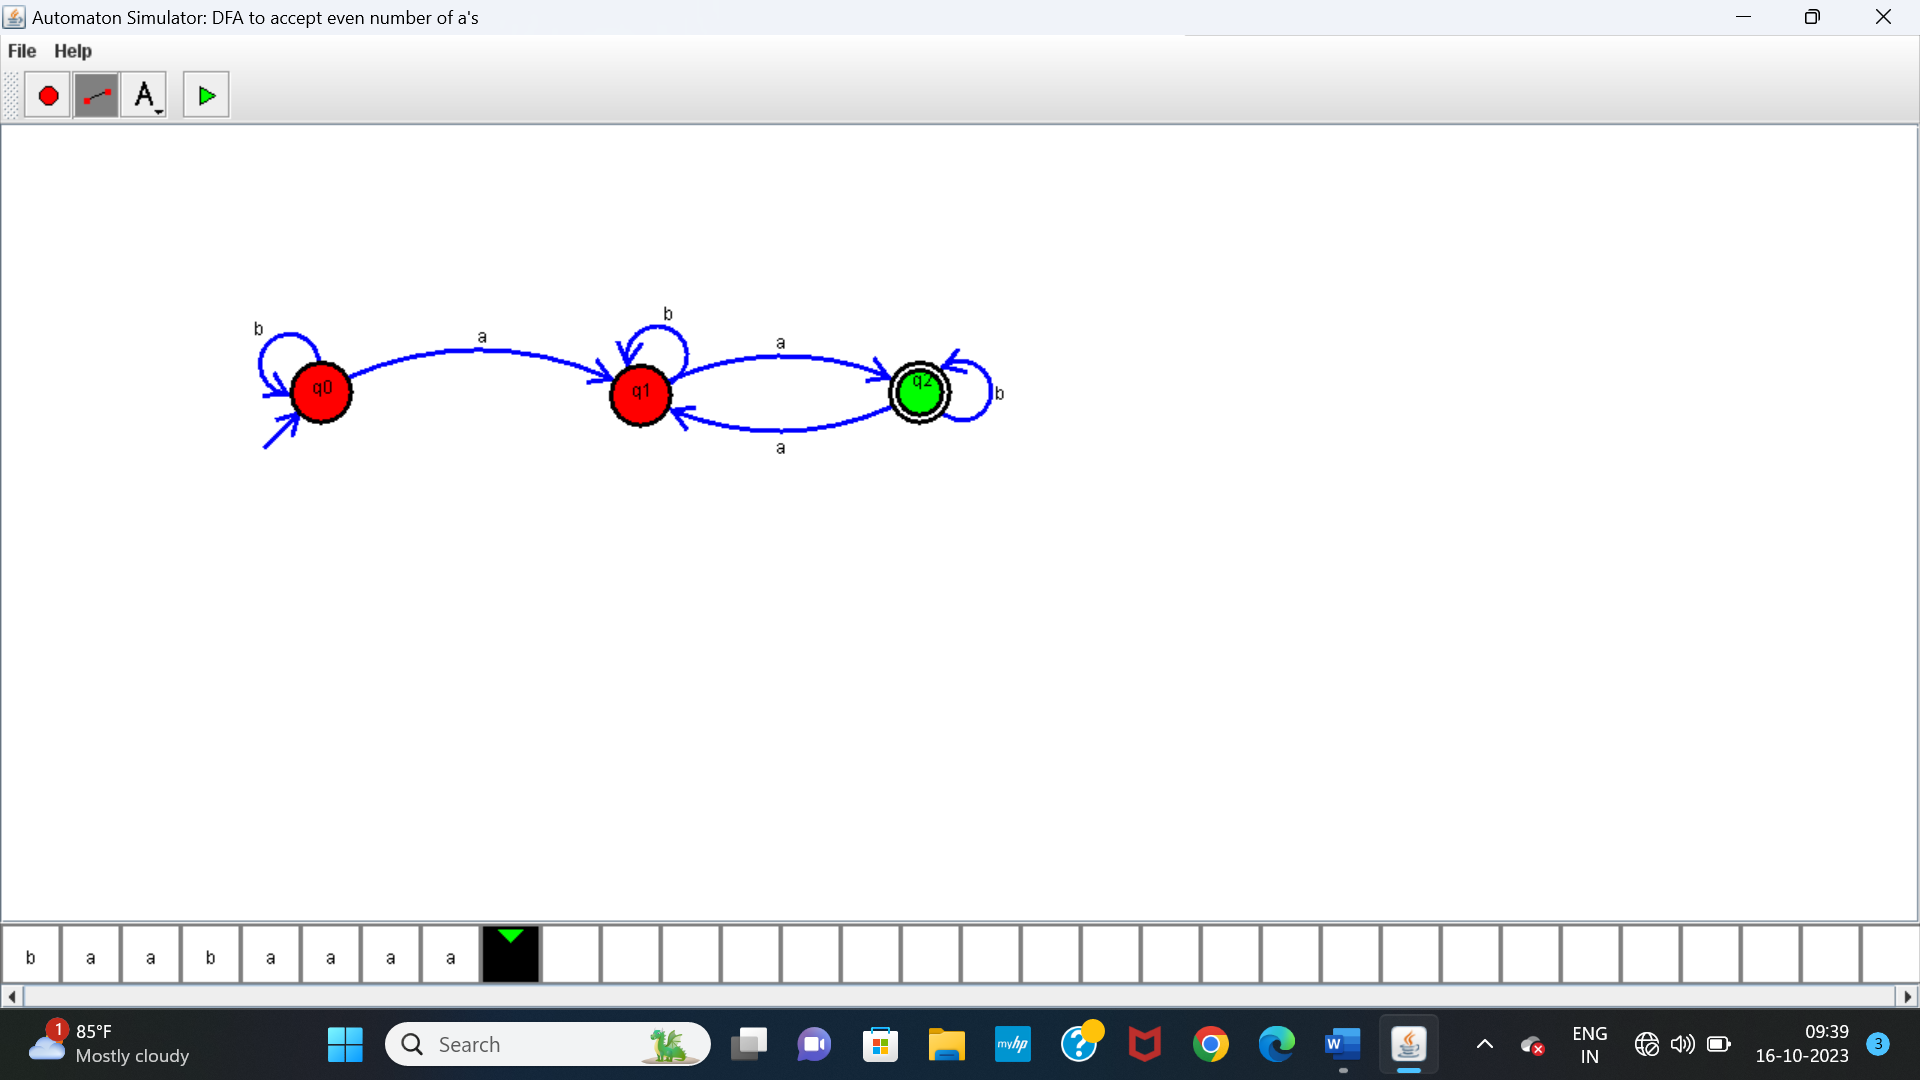 Automaton Simulator: DFA to accept even number of a's
File Help
A
b
a
b
a
q0
q1
q2
b
a
b a a b a a a a
1
85°F
Mostly cloudy
Search
myhp
?
W
ENG
IN
09:39
16-10-2023
3